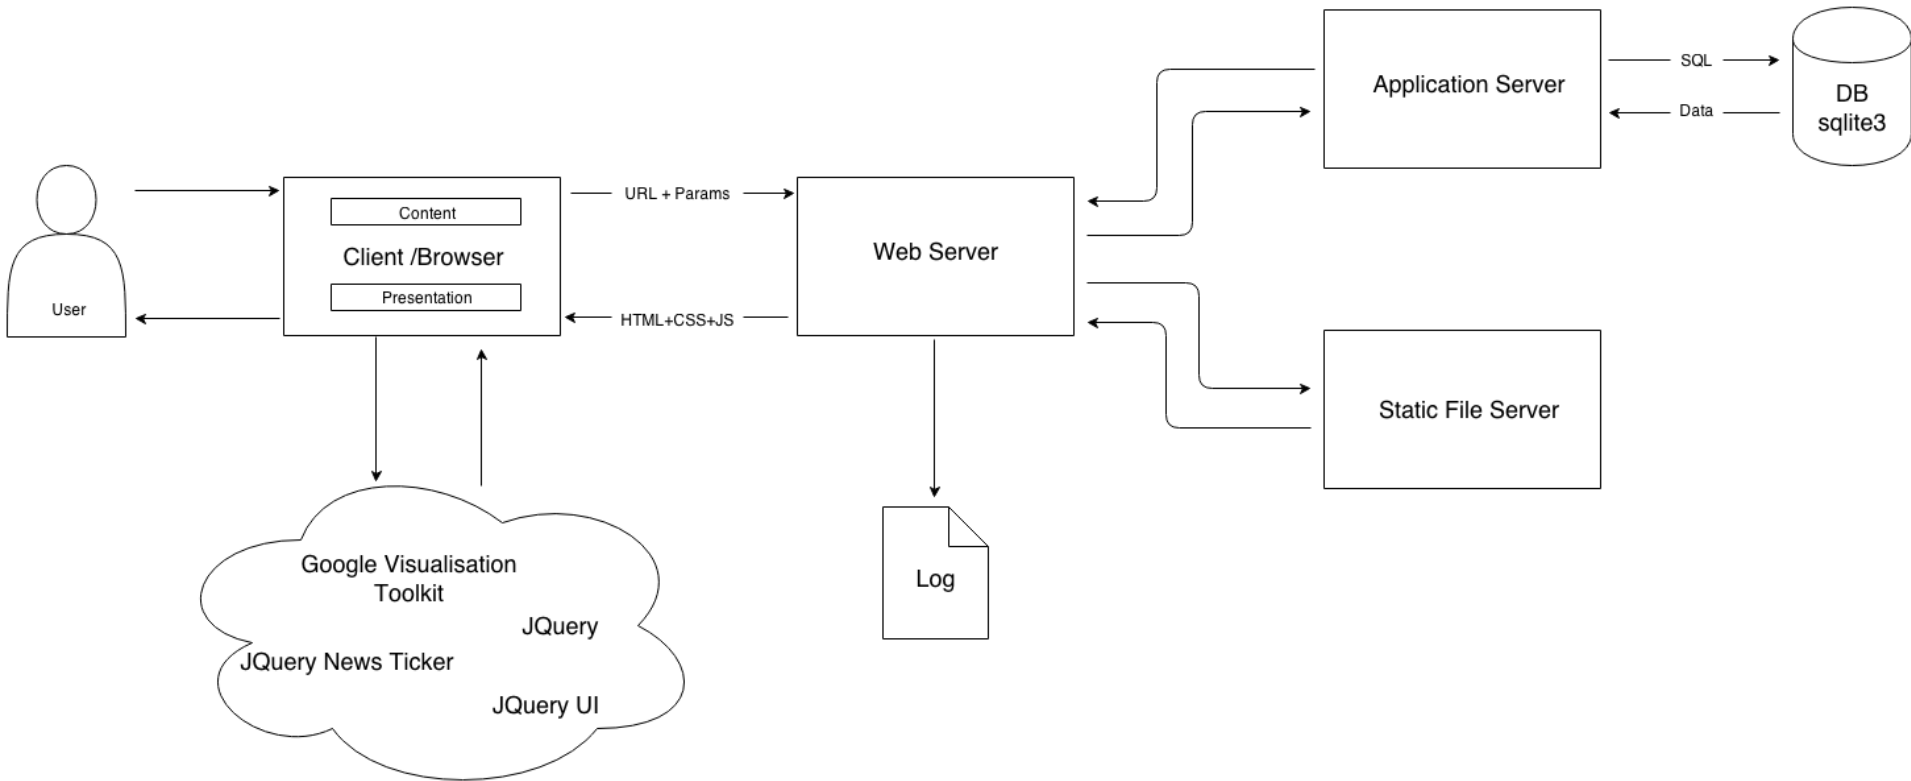 User
Content
Client /Browser
Presentation
URL + Params
HTML+CSS+JS
Web Server
Application Server
SQL
Data
DB
sqlite3
Static File Server
Log
Google Visualisation
Toolkit
JQuery
JQuery News Ticker
JQuery UI